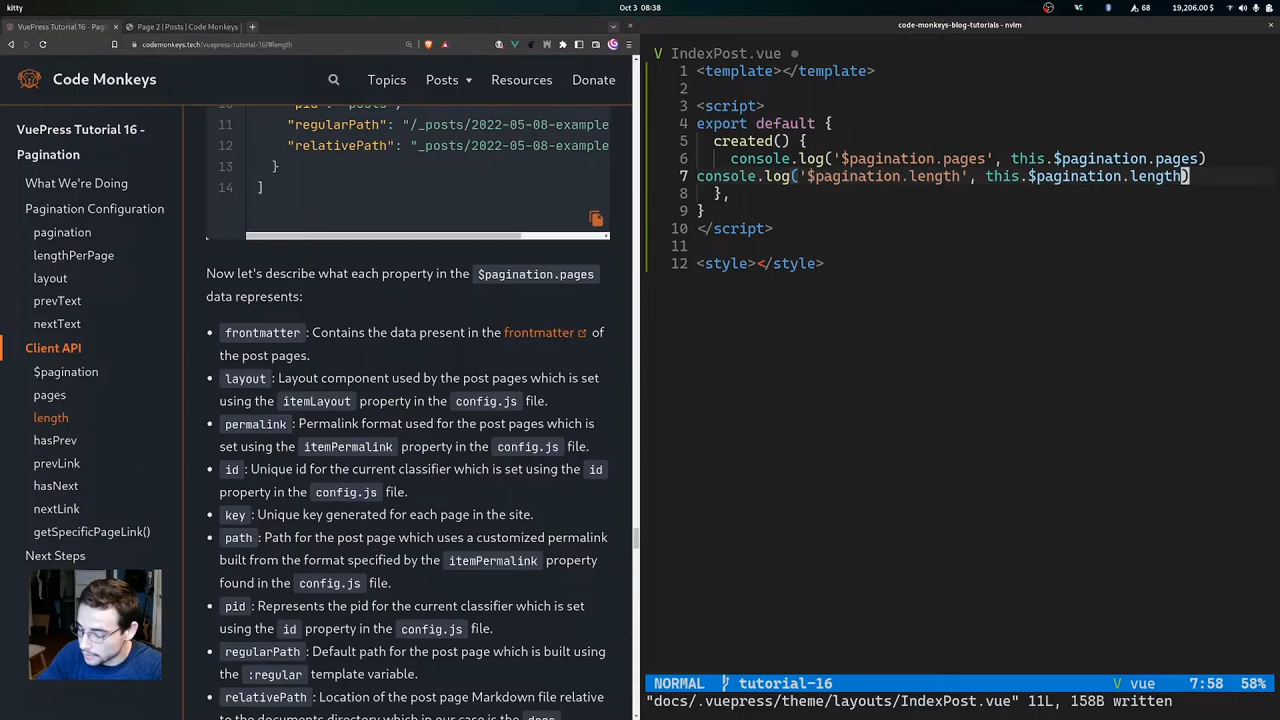 kitty
Oct 3 08:38
68
19,206.00 $
VuePress Tutorial 16 - Pagi
Page 2 | Posts | Code Monkeys
codemonkeys.tech/vuepress-tutorial-16/#length
Code Monkeys
Topics
Posts
Resources
Donate
VuePress Tutorial 16 -
Pagination
What We're Doing
Pagination Configuration
pagination
lengthPerPage
layout
prevText
nextText
Client API
$pagination
pages
length
hasPrev
prevLink
hasNext
nextLink
getSpecificPageLink()
Next Steps
11 "regularPath": "/_posts/2022-05-08-example
12 "relativePath": "_posts/2022-05-08-example
13 }
14 ]
Now let's describe what each property in the $pagination.pages
data represents:
• frontmatter : Contains the data present in the frontmatter of
the post pages.
• layout : Layout component used by the post pages which is set
using the itemLayout property in the config.js file.
• permalink : Permalink format used for the post pages which is
set using the itemPermalink property in the config.js file.
• id : Unique id for the current classifier which is set using the id
property in the config.js file.
• key : Unique key generated for each page in the site.
• path : Path for the post page which uses a customized permalink
built from the format specified by the itemPermalink property
found in the config.js file.
• pid : Represents the pid for the current classifier which is set
using the id property in the config.js file.
• regularPath : Default path for the post page which is built using
the :regular template variable.
• relativePath : Location of the post page Markdown file relative
code-monkeys-blog-tutorials - nvim
IndexPost.vue ●
1 <template></template>
2
3 <script>
4 export default {
5 created() {
6 console.log('$pagination.pages', this.$pagination.pages)
7 console.log('$pagination.length', this.$pagination.length)
8 },
9 }
10 </script>
11
12 <style></style>
NORMAL tutorial-16 vue 7:58 58%
"docs/.vuepress/theme/layouts/IndexPost.vue" 11L, 158B written